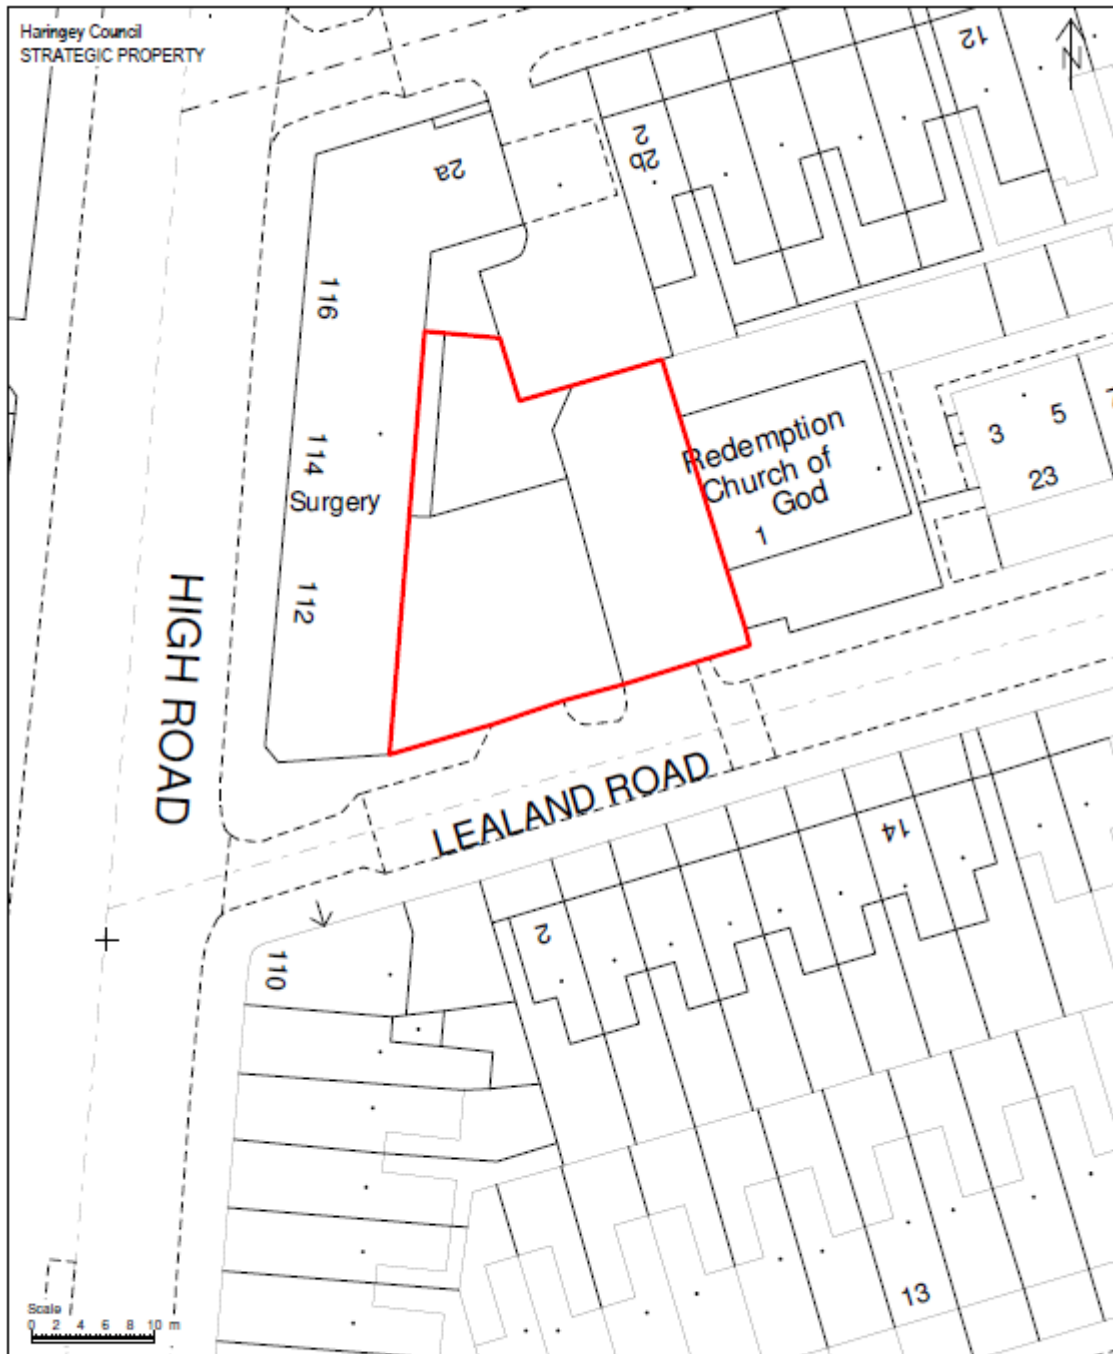 Haringey Council
STRATEGIC PROPERTY
N
12
2
2b
2a
116
114
Surgery
112
Redemption
Church of
God
1
3
5
23
HIGH ROAD
LEALAND ROAD
14
2
110
13
Scale
0 2 4 6 8 10 m